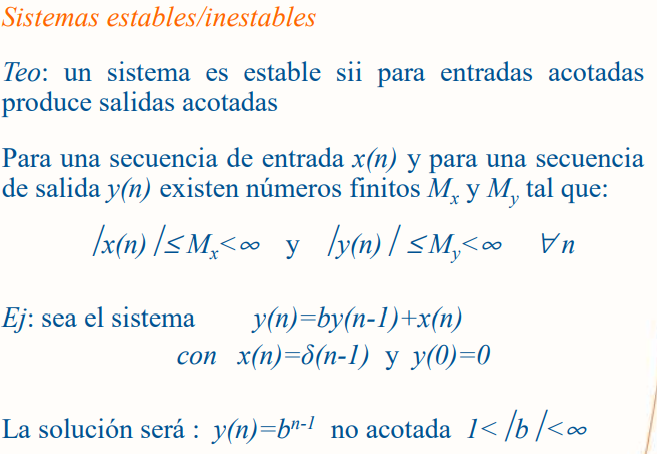 Sistemas estables/inestables
Teo: un sistema es estable sii para entradas acotadas
produce salidas acotadas
Para una secuencia de entrada x(n) y para una secuencia
de salida y(n) existen números finitos Mₓ y My tal que:
/x(n) /≤ Mₓ<∞ y /y(n) / ≤My<∞ ∀ n
Ej: sea el sistema y(n)=by(n-1)+x(n)
con x(n)=δ(n-1) y y(0)=0
La solución será : y(n)=bⁿ⁻¹ no acotada 1< /b /<∞